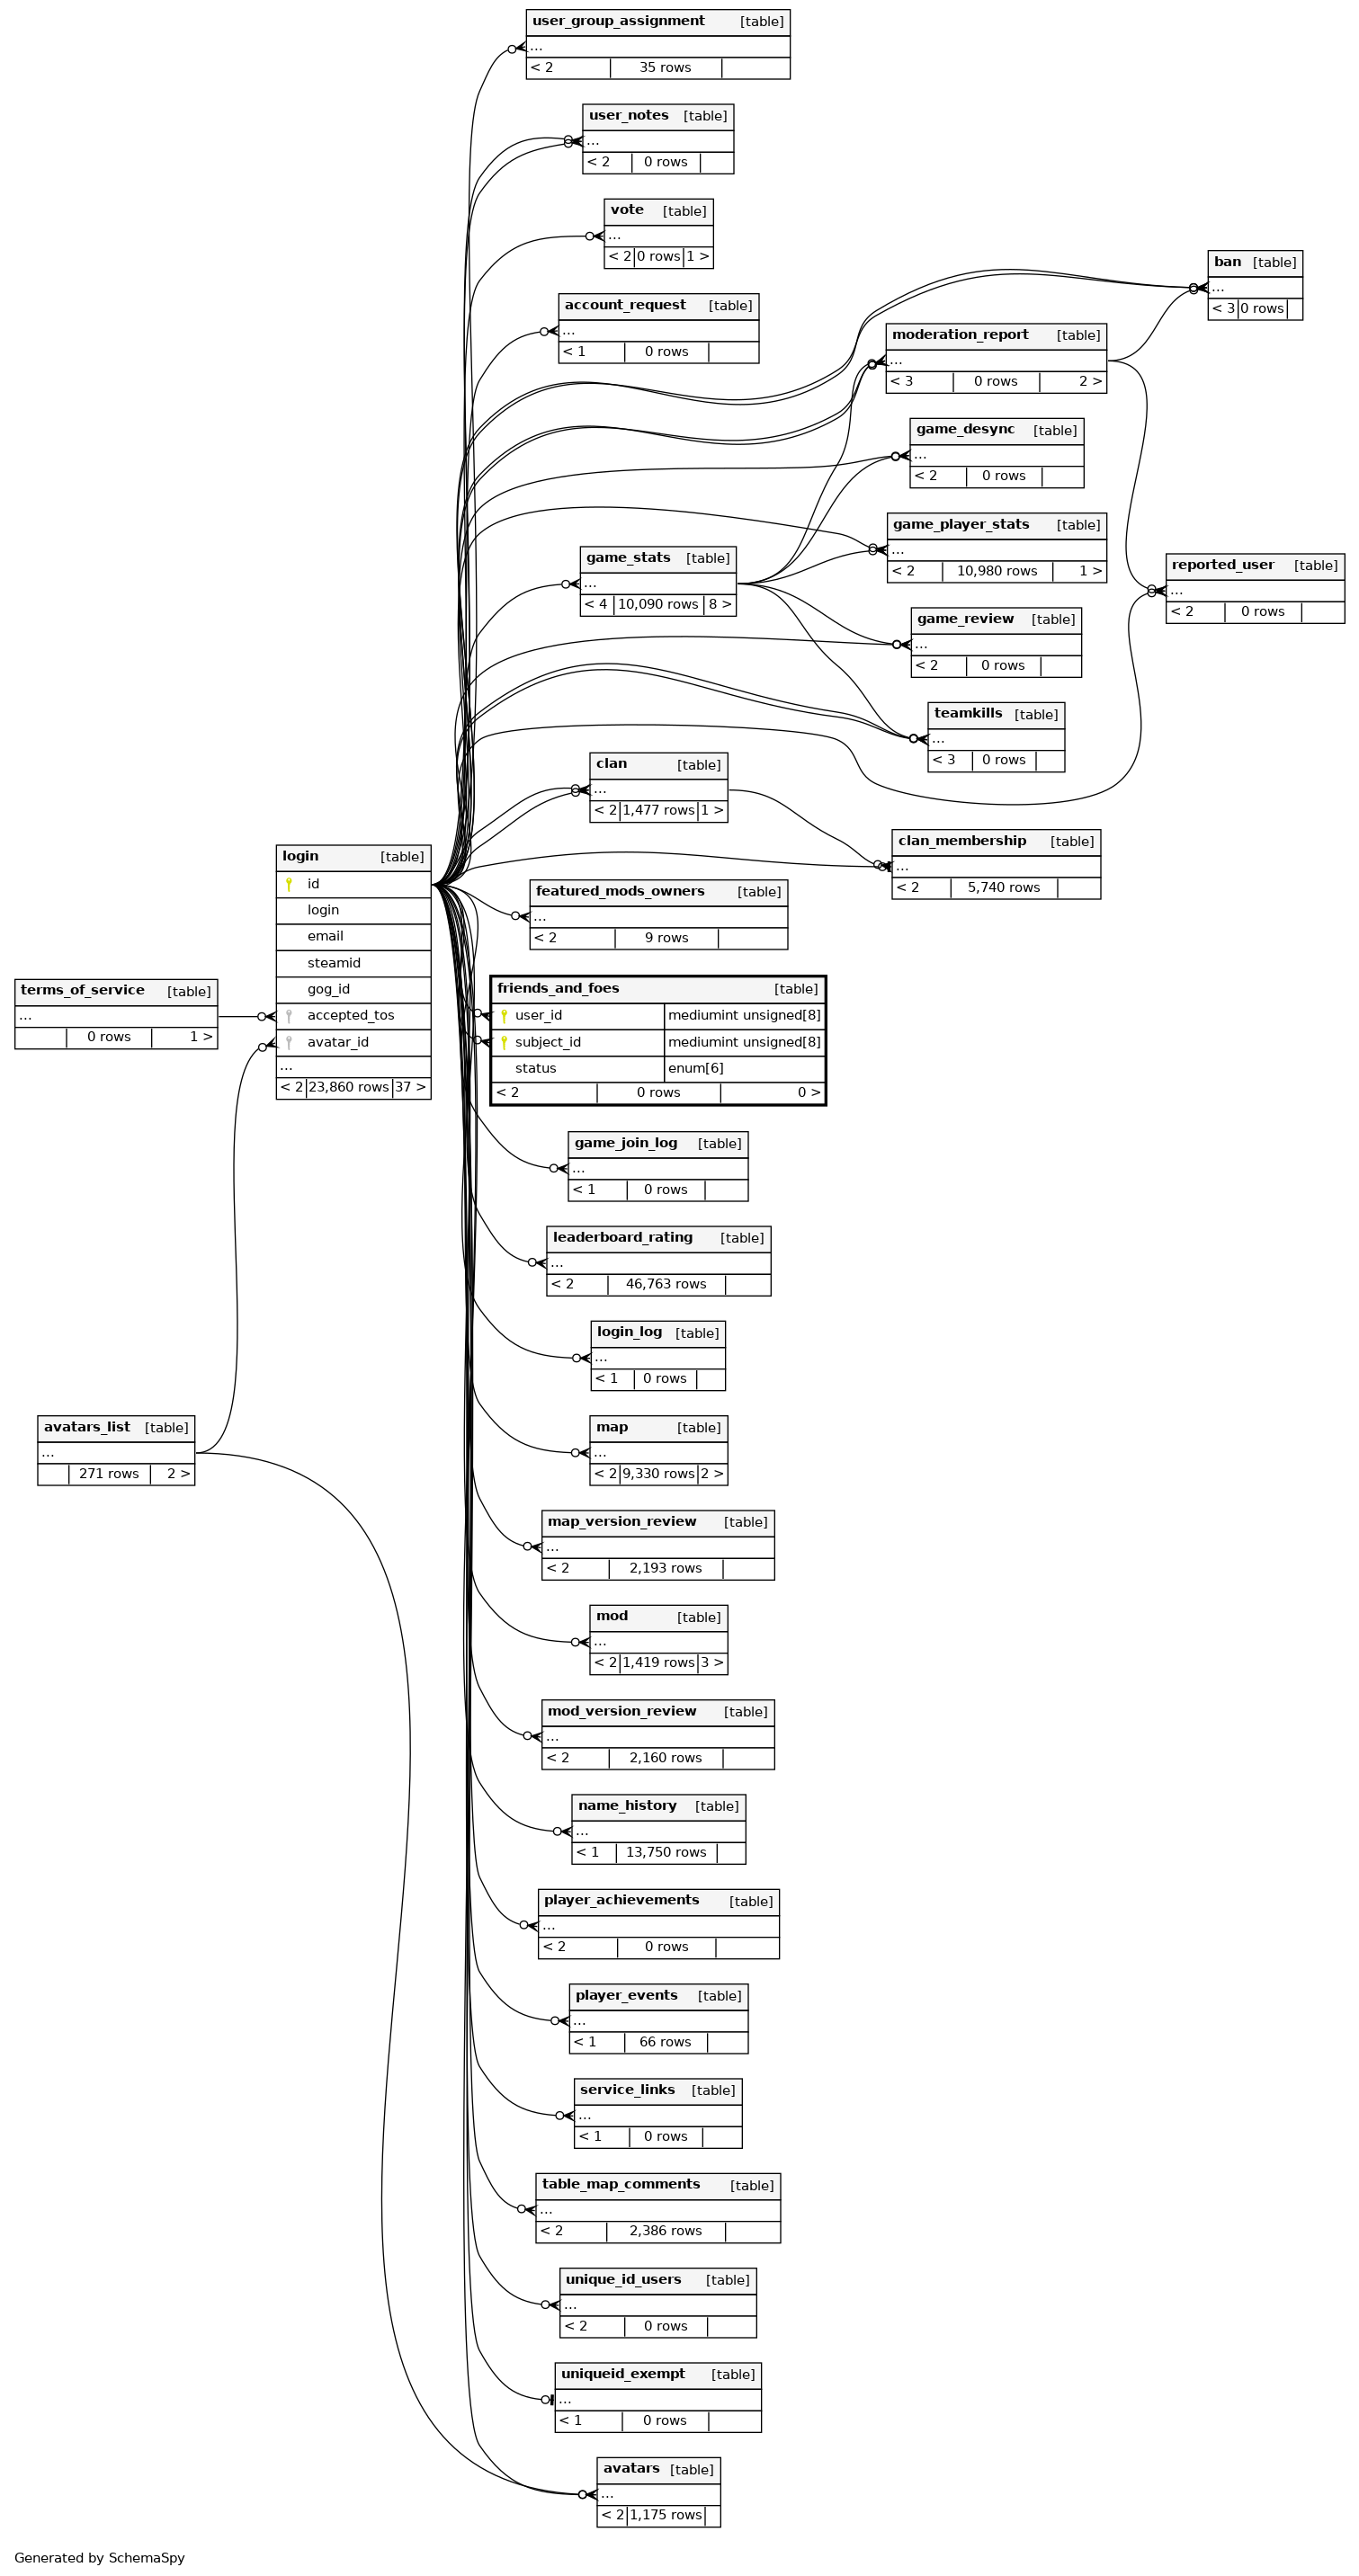 user_group_assignment [table]
...
< 2 35 rows
user_notes [table]
...
< 2 0 rows
vote [table]
...
< 2 0 rows 1 >
account_request [table]
...
< 1 0 rows
ban [table]
...
< 3 0 rows
moderation_report [table]
...
< 3 0 rows 2 >
game_desync [table]
...
< 2 0 rows
game_player_stats [table]
...
< 2 10,980 rows 1 >
game_stats [table]
...
< 4 10,090 rows 8 >
reported_user [table]
...
< 2 0 rows
game_review [table]
...
< 2 0 rows
teamkills [table]
...
< 3 0 rows
clan [table]
...
< 2 1,477 rows 1 >
clan_membership [table]
...
< 2 5,740 rows
login [table]
id
login
email
steamid
gog_id
accepted_tos
avatar_id
...
< 2 23,860 rows 37 >
featured_mods_owners [table]
...
< 2 9 rows
terms_of_service [table]
...
0 rows 1 >
friends_and_foes [table]
user_id mediumint unsigned[8]
subject_id mediumint unsigned[8]
status enum[6]
< 2 0 rows 0 >
game_join_log [table]
...
< 1 0 rows
leaderboard_rating [table]
...
< 2 46,763 rows
login_log [table]
...
< 1 0 rows
avatars_list [table]
...
271 rows 2 >
map [table]
...
< 2 9,330 rows 2 >
map_version_review [table]
...
< 2 2,193 rows
mod [table]
...
< 2 1,419 rows 3 >
mod_version_review [table]
...
< 2 2,160 rows
name_history [table]
...
< 1 13,750 rows
player_achievements [table]
...
< 2 0 rows
player_events [table]
...
< 1 66 rows
service_links [table]
...
< 1 0 rows
table_map_comments [table]
...
< 2 2,386 rows
unique_id_users [table]
...
< 2 0 rows
uniqueid_exempt [table]
...
< 1 0 rows
avatars [table]
...
< 2 1,175 rows
Generated by SchemaSpy